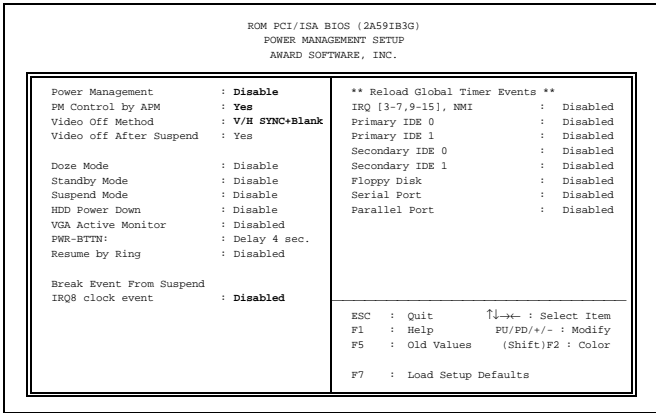 ROM PCI/ISA BIOS (2A59IB3G)
POWER MANAGEMENT SETUP
AWARD SOFTWARE, INC.
Power Management : Disable
PM Control by APM : Yes
Video Off Method : V/H SYNC+Blank
Video off After Suspend : Yes
Doze Mode : Disable
Standby Mode : Disable
Suspend Mode : Disable
HDD Power Down : Disable
VGA Active Monitor : Disabled
PWR-BTTN: : Delay 4 sec.
Resume by Ring : Disabled
Break Event From Suspend
IRQ8 clock event : Disabled
** Reload Global Timer Events **
IRQ [3-7,9-15], NMI : Disabled
Primary IDE 0 : Disabled
Primary IDE 1 : Disabled
Secondary IDE 0 : Disabled
Secondary IDE 1 : Disabled
Floppy Disk : Disabled
Serial Port : Disabled
Parallel Port : Disabled
ESC : Quit ↑↓→← : Select Item
F1 : Help PU/PD/+/- : Modify
F5 : Old Values (Shift)F2 : Color
F7 : Load Setup Defaults